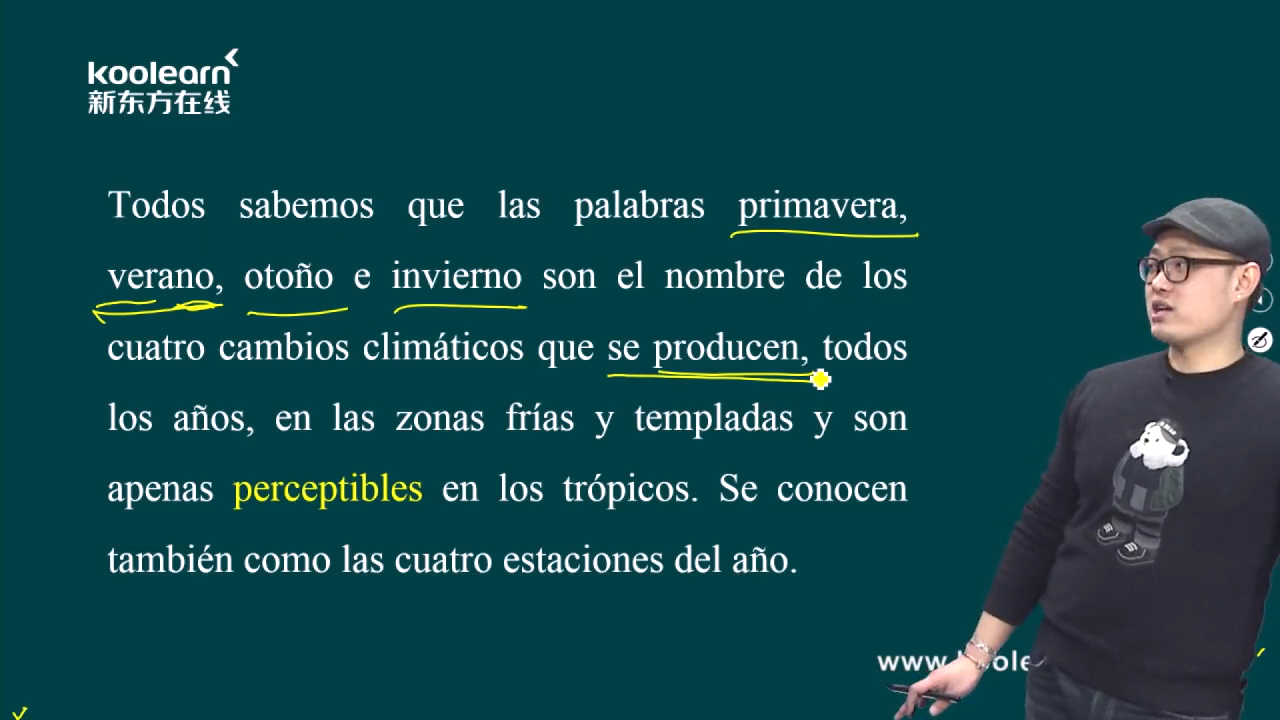 koolearn
新东方在线
Todos sabemos que las palabras primavera,
verano, otoño e invierno son el nombre de los
cuatro cambios climáticos que se producen, todos
los años, en las zonas frías y templadas y son
apenas perceptibles en los trópicos. Se conocen
también como las cuatro estaciones del año.